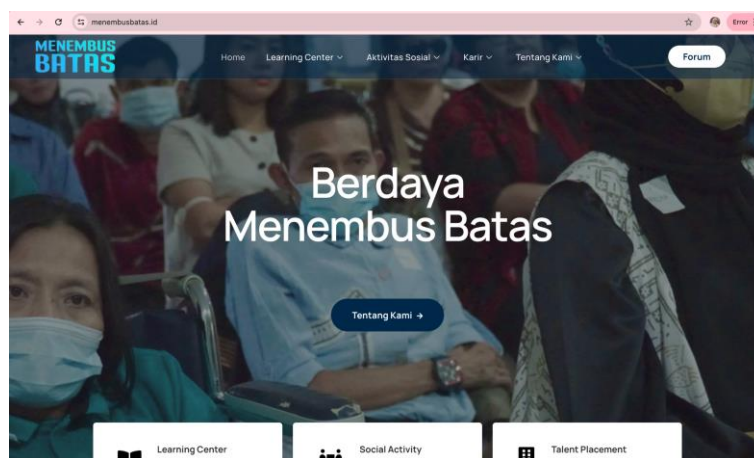 menembusbatas.id
Error
MENEMBUS
BATAS
Home Learning Center Aktivitas Sosial Karir Tentang Kami Forum
Berdaya
Menembus Batas
Tentang Kami →
Learning Center Social Activity Talent Placement